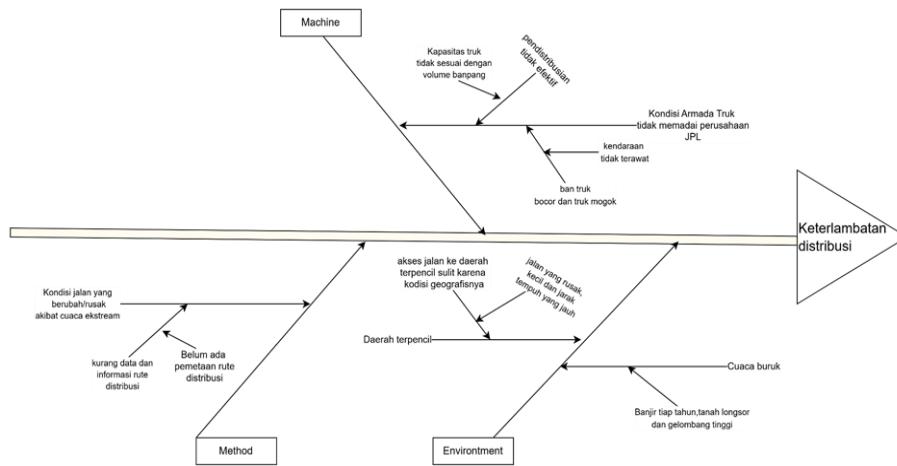 Machine
Kapasitas truk
tidak sesuai dengan
volume banpang
pendistribusian
tidak efektif
Kondisi Armada Truk
tidak memadai perusahaan
JPL
kendaraan
tidak terawat
ban truk
bocor dan truk mogok
Keterlambatan
distribusi
akses jalan ke daerah
terpencil sulit karena
kodisi geografisnya
jalan yang rusak,
kecil dan jarak
tempuh yang jauh
Kondisi jalan yang
berubah/rusak
akibat cuaca ekstream
Daerah terpencil
Belum ada
pemetaan rute
distribusi
kurang data dan
informasi rute
distribusi
Cuaca buruk
Banjir tiap tahun,tanah longsor
dan gelombang tinggi
Method
Environtment